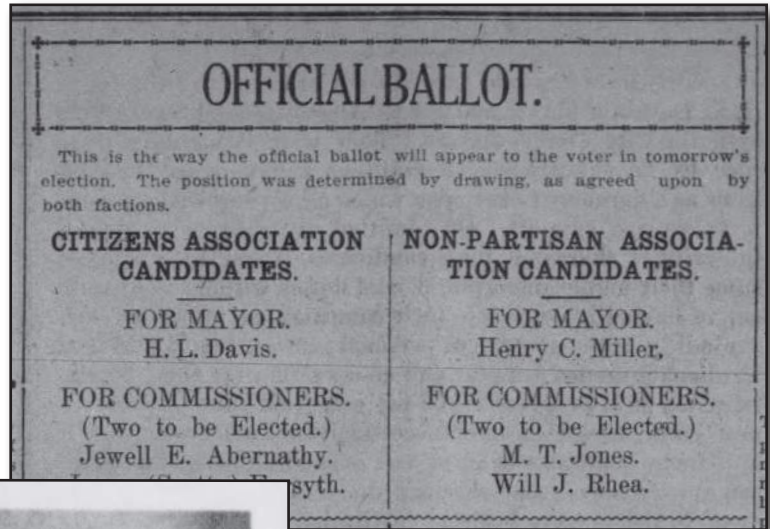 OFFICIAL BALLOT.
This is the way the official ballot will appear to the voter in tomorrow's
election. The position was determined by drawing, as agreed upon by
both factions.
CITIZENS ASSOCIATION
CANDIDATES.
FOR MAYOR.
H. L. Davis.
FOR COMMISSIONERS.
(Two to be Elected.)
Jewell E. Abernathy.
NON-PARTISAN ASSOCIA-
TION CANDIDATES.
FOR MAYOR.
Henry C. Miller,
FOR COMMISSIONERS.
(Two to be Elected.)
M. T. Jones.
Will J. Rhea.